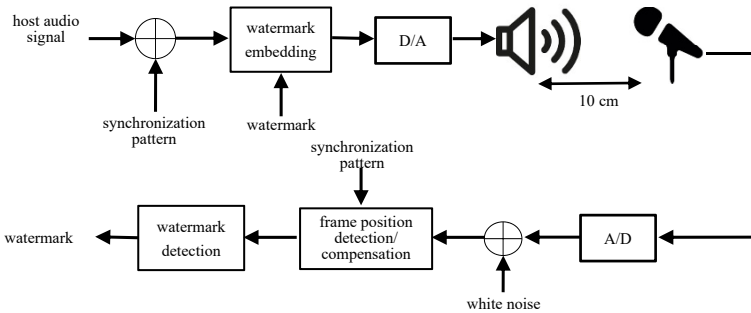 host audio
signal
watermark
embedding
D/A
10 cm
synchronization
pattern
watermark
synchronization
pattern
watermark
watermark
detection
frame position
detection/
compensation
A/D
white noise